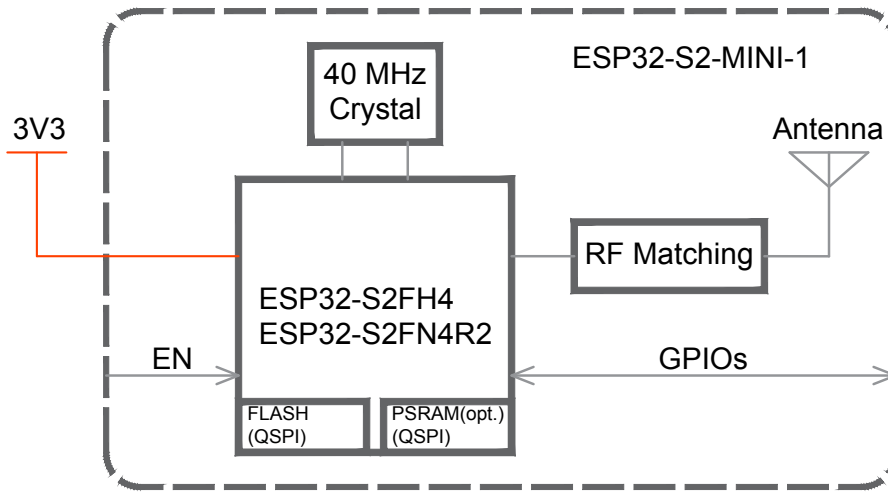 ESP32-S2-MINI-1
40 MHz
Crystal
3V3
Antenna
RF Matching
ESP32-S2FH4
ESP32-S2FN4R2
EN
GPIOs
FLASH
(QSPI)
PSRAM(opt.)
(QSPI)